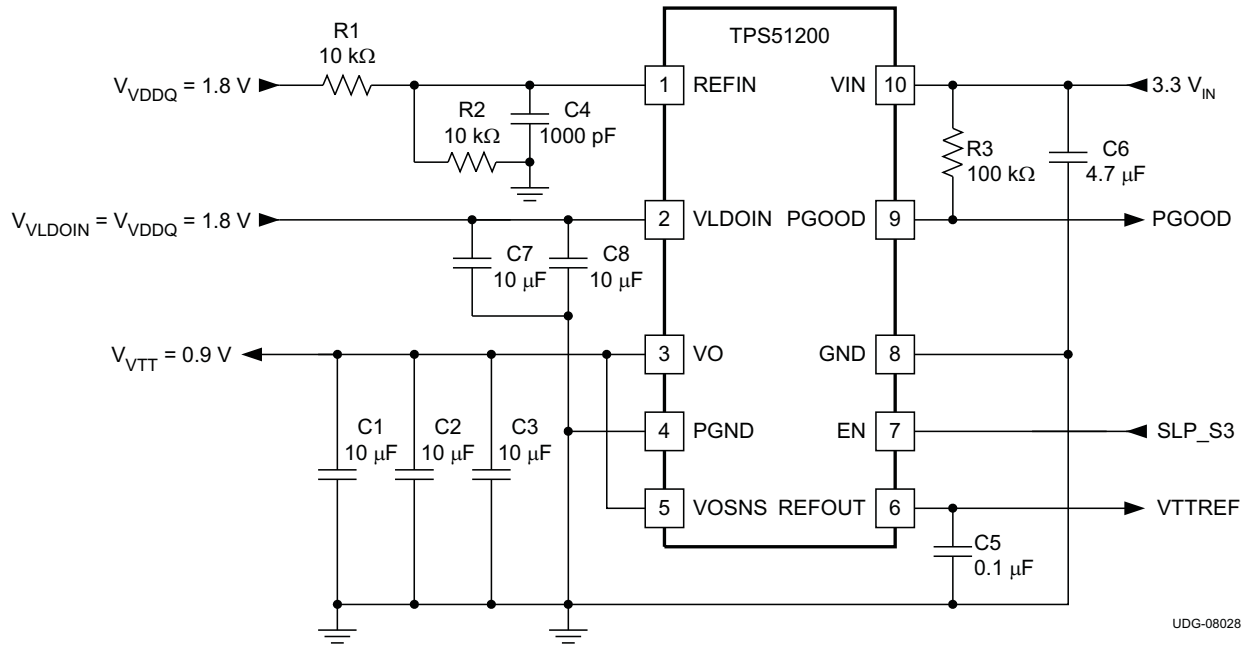 TPS51200
R1
10 kΩ
V_VDDQ = 1.8 V
1 REFIN
VIN 10
3.3 V_IN
R2
10 kΩ
C4
1000 pF
R3
100 kΩ
C6
4.7 µF
V_VLDOIN = V_VDDQ = 1.8 V
2 VLDOIN
PGOOD 9
PGOOD
C7
10 µF
C8
10 µF
V_VTT = 0.9 V
3 VO
GND 8
C1
10 µF
C2
10 µF
C3
10 µF
4 PGND
EN 7
SLP_S3
5 VOSNS
REFOUT 6
VTTREF
C5
0.1 µF
UDG-08028